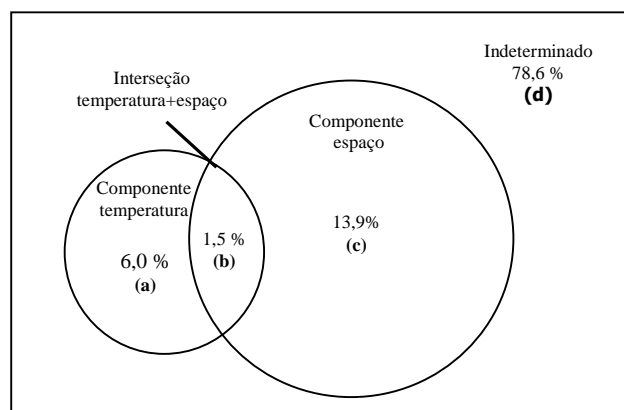 Indeterminado
78,6 %
(d)
Interseção
temperatura+espaço
Componente
espaço
Componente
temperatura
6,0 %
(a)
1,5 %
(b)
13,9%
(c)